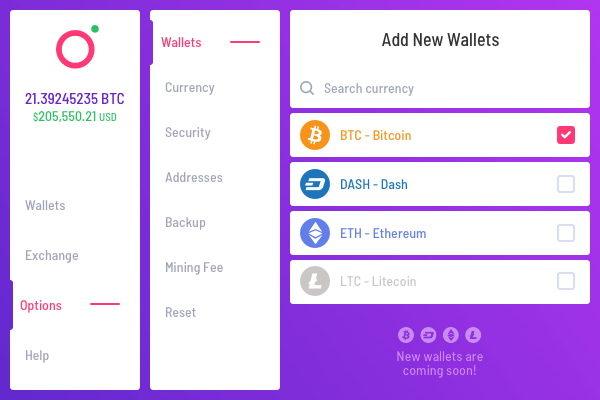 21.39245235 BTC
$205,550.21 USD
Wallets
Exchange
Options
Help
Wallets
Currency
Security
Addresses
Backup
Mining Fee
Reset
Add New Wallets
Search currency
BTC - Bitcoin
DASH - Dash
ETH - Ethereum
LTC - Litecoin
New wallets are
coming soon!